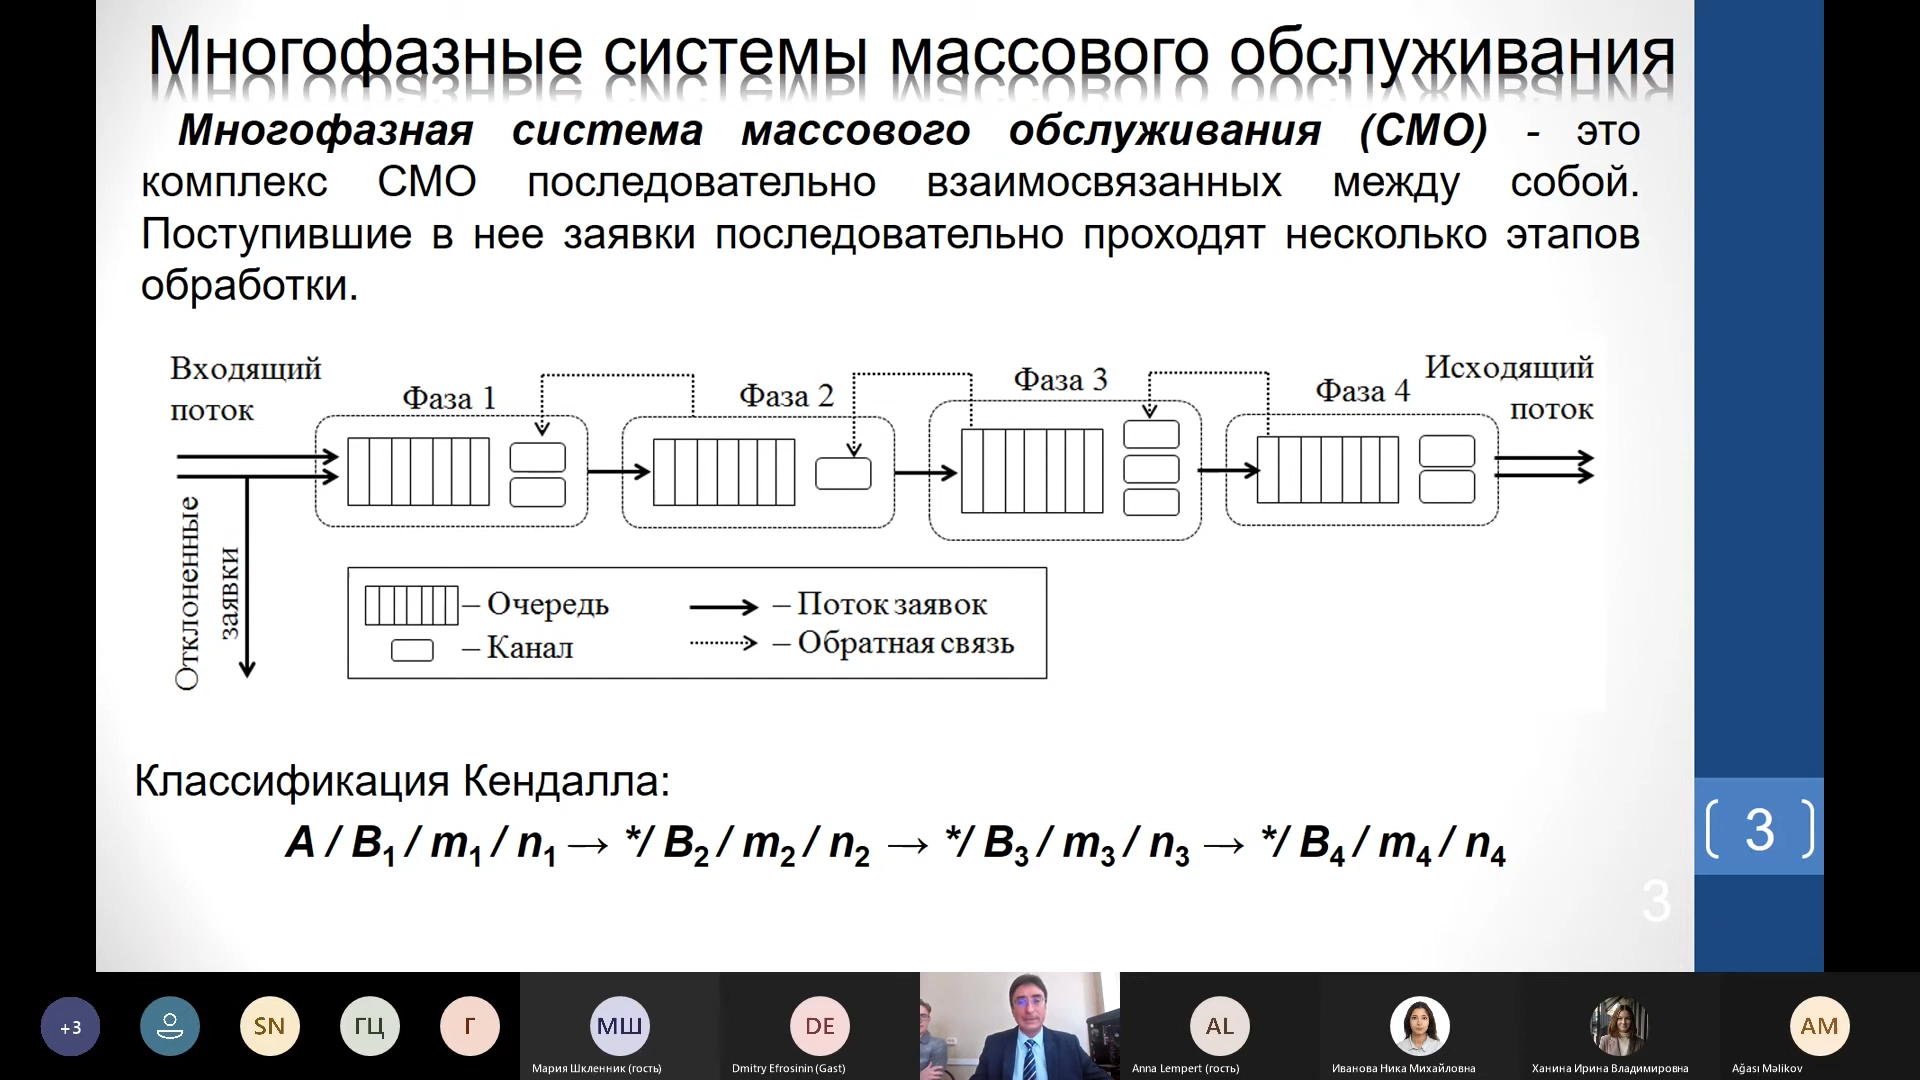 Многофазные системы массового обслуживания
Многофазная система массового обслуживания (СМО) - это
комплекс СМО последовательно взаимосвязанных между собой.
Поступившие в нее заявки последовательно проходят несколько этапов
обработки.
Входящий
поток
Фаза 1
Фаза 2
Фаза 3
Фаза 4
Исходящий
поток
Отклоненные
заявки
– Очередь
– Поток заявок
– Канал
– Обратная связь
Классификация Кендалла:
A / B₁ / m₁ / n₁ → */ B₂ / m₂ / n₂ → */ B₃ / m₃ / n₃ → */ B₄ / m₄ / n₄
3
3
+3
SN
ГЦ
Г
МШ
Мария Шкленник (гость)
DE
Dmitry Efrosinin (Gast)
AL
Anna Lempert (гость)
Иванова Ника Михайловна
Ханина Ирина Владимировна
AM
Ağası Məlikov